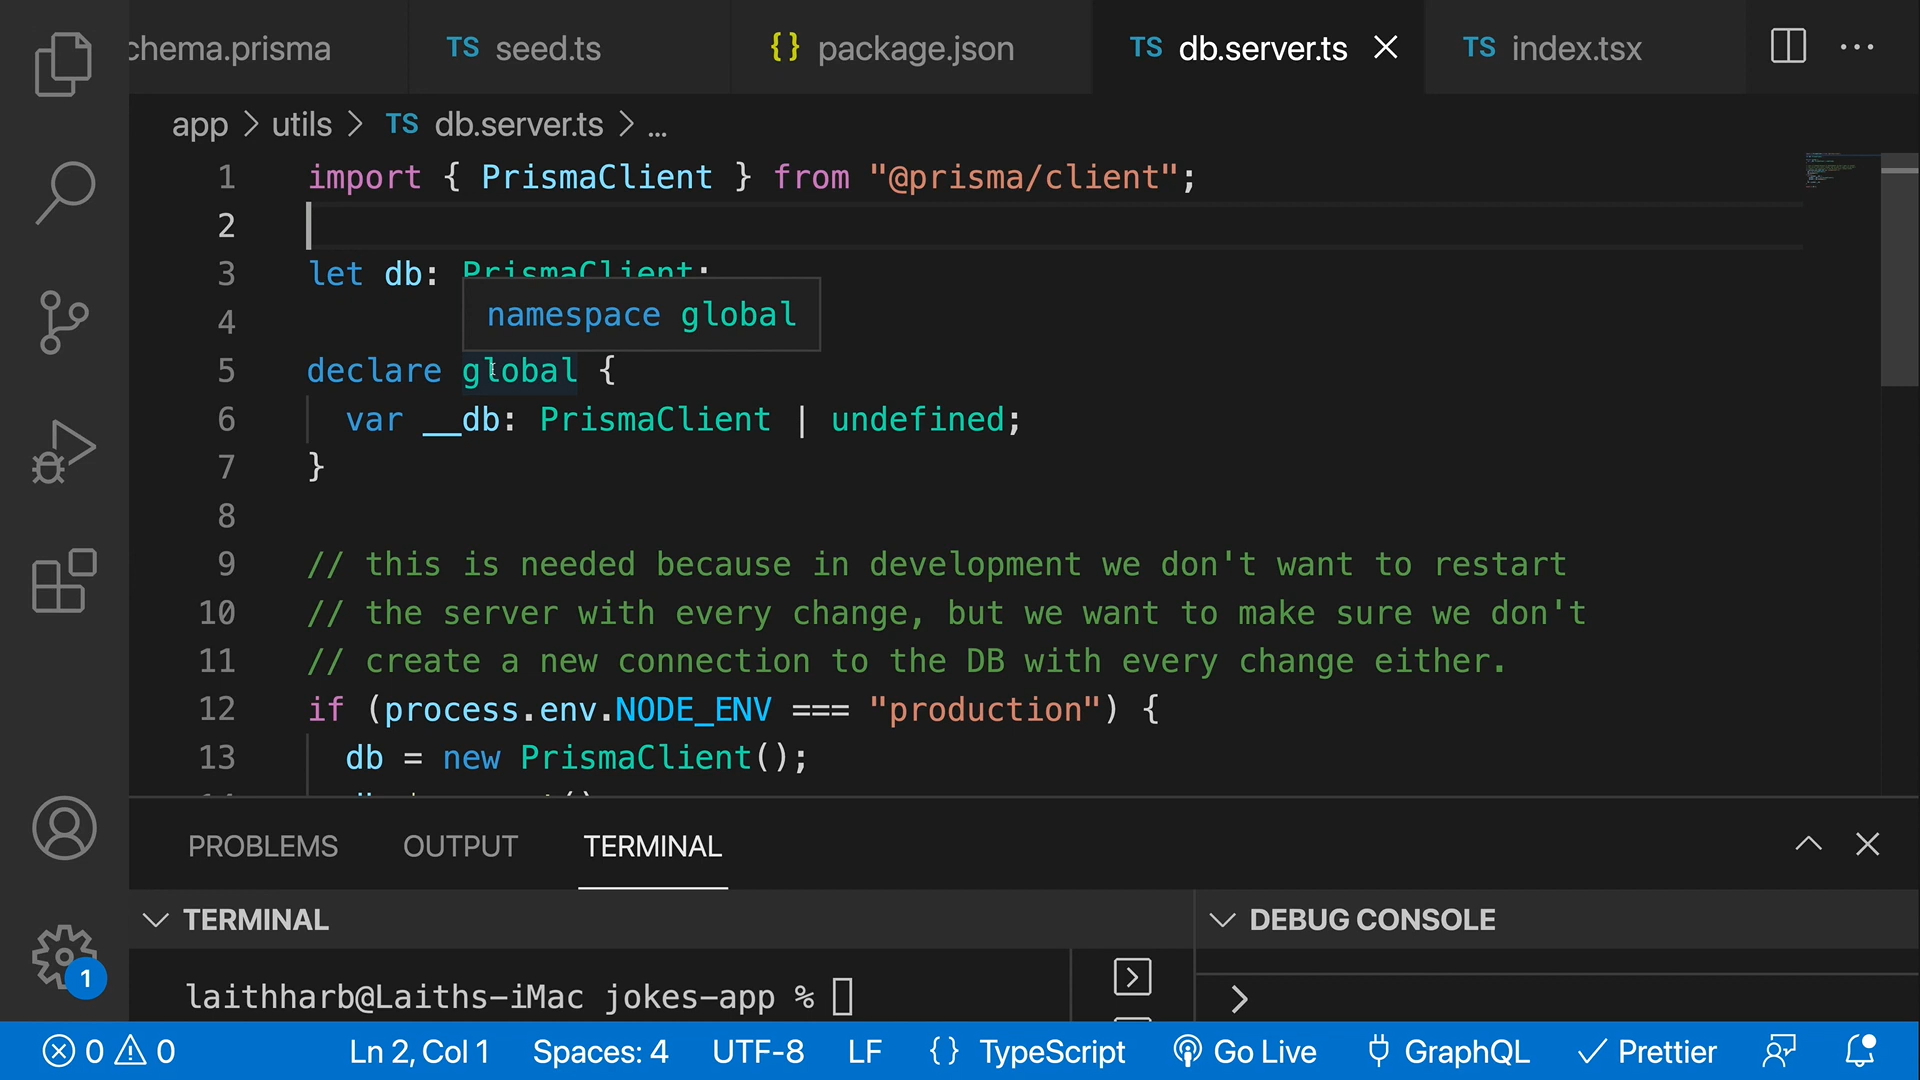 chema.prisma
TS seed.ts
{} package.json
TS db.server.ts
TS index.tsx
app > utils > TS db.server.ts > ...
1 import { PrismaClient } from "@prisma/client";
2
3 let db: PrismaClient;
namespace global
4
5 declare global {
6 var __db: PrismaClient | undefined;
7 }
8
9 // this is needed because in development we don't want to restart
10 // the server with every change, but we want to make sure we don't
11 // create a new connection to the DB with every change either.
12 if (process.env.NODE_ENV === "production") {
13 db = new PrismaClient();
PROBLEMS OUTPUT TERMINAL
TERMINAL
DEBUG CONSOLE
laithharb@Laiths-iMac jokes-app %
>
1
0 0 Ln 2, Col 1 Spaces: 4 UTF-8 LF {} TypeScript Go Live GraphQL Prettier